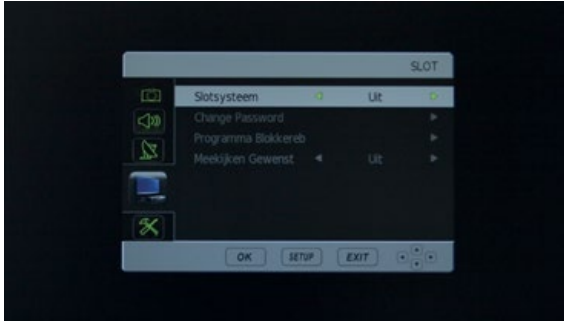 SLOT
Slotsysteem Uit
Change Password
Programma Blokkereb
Meekijken Gewenst Uit
OK SETUP EXIT